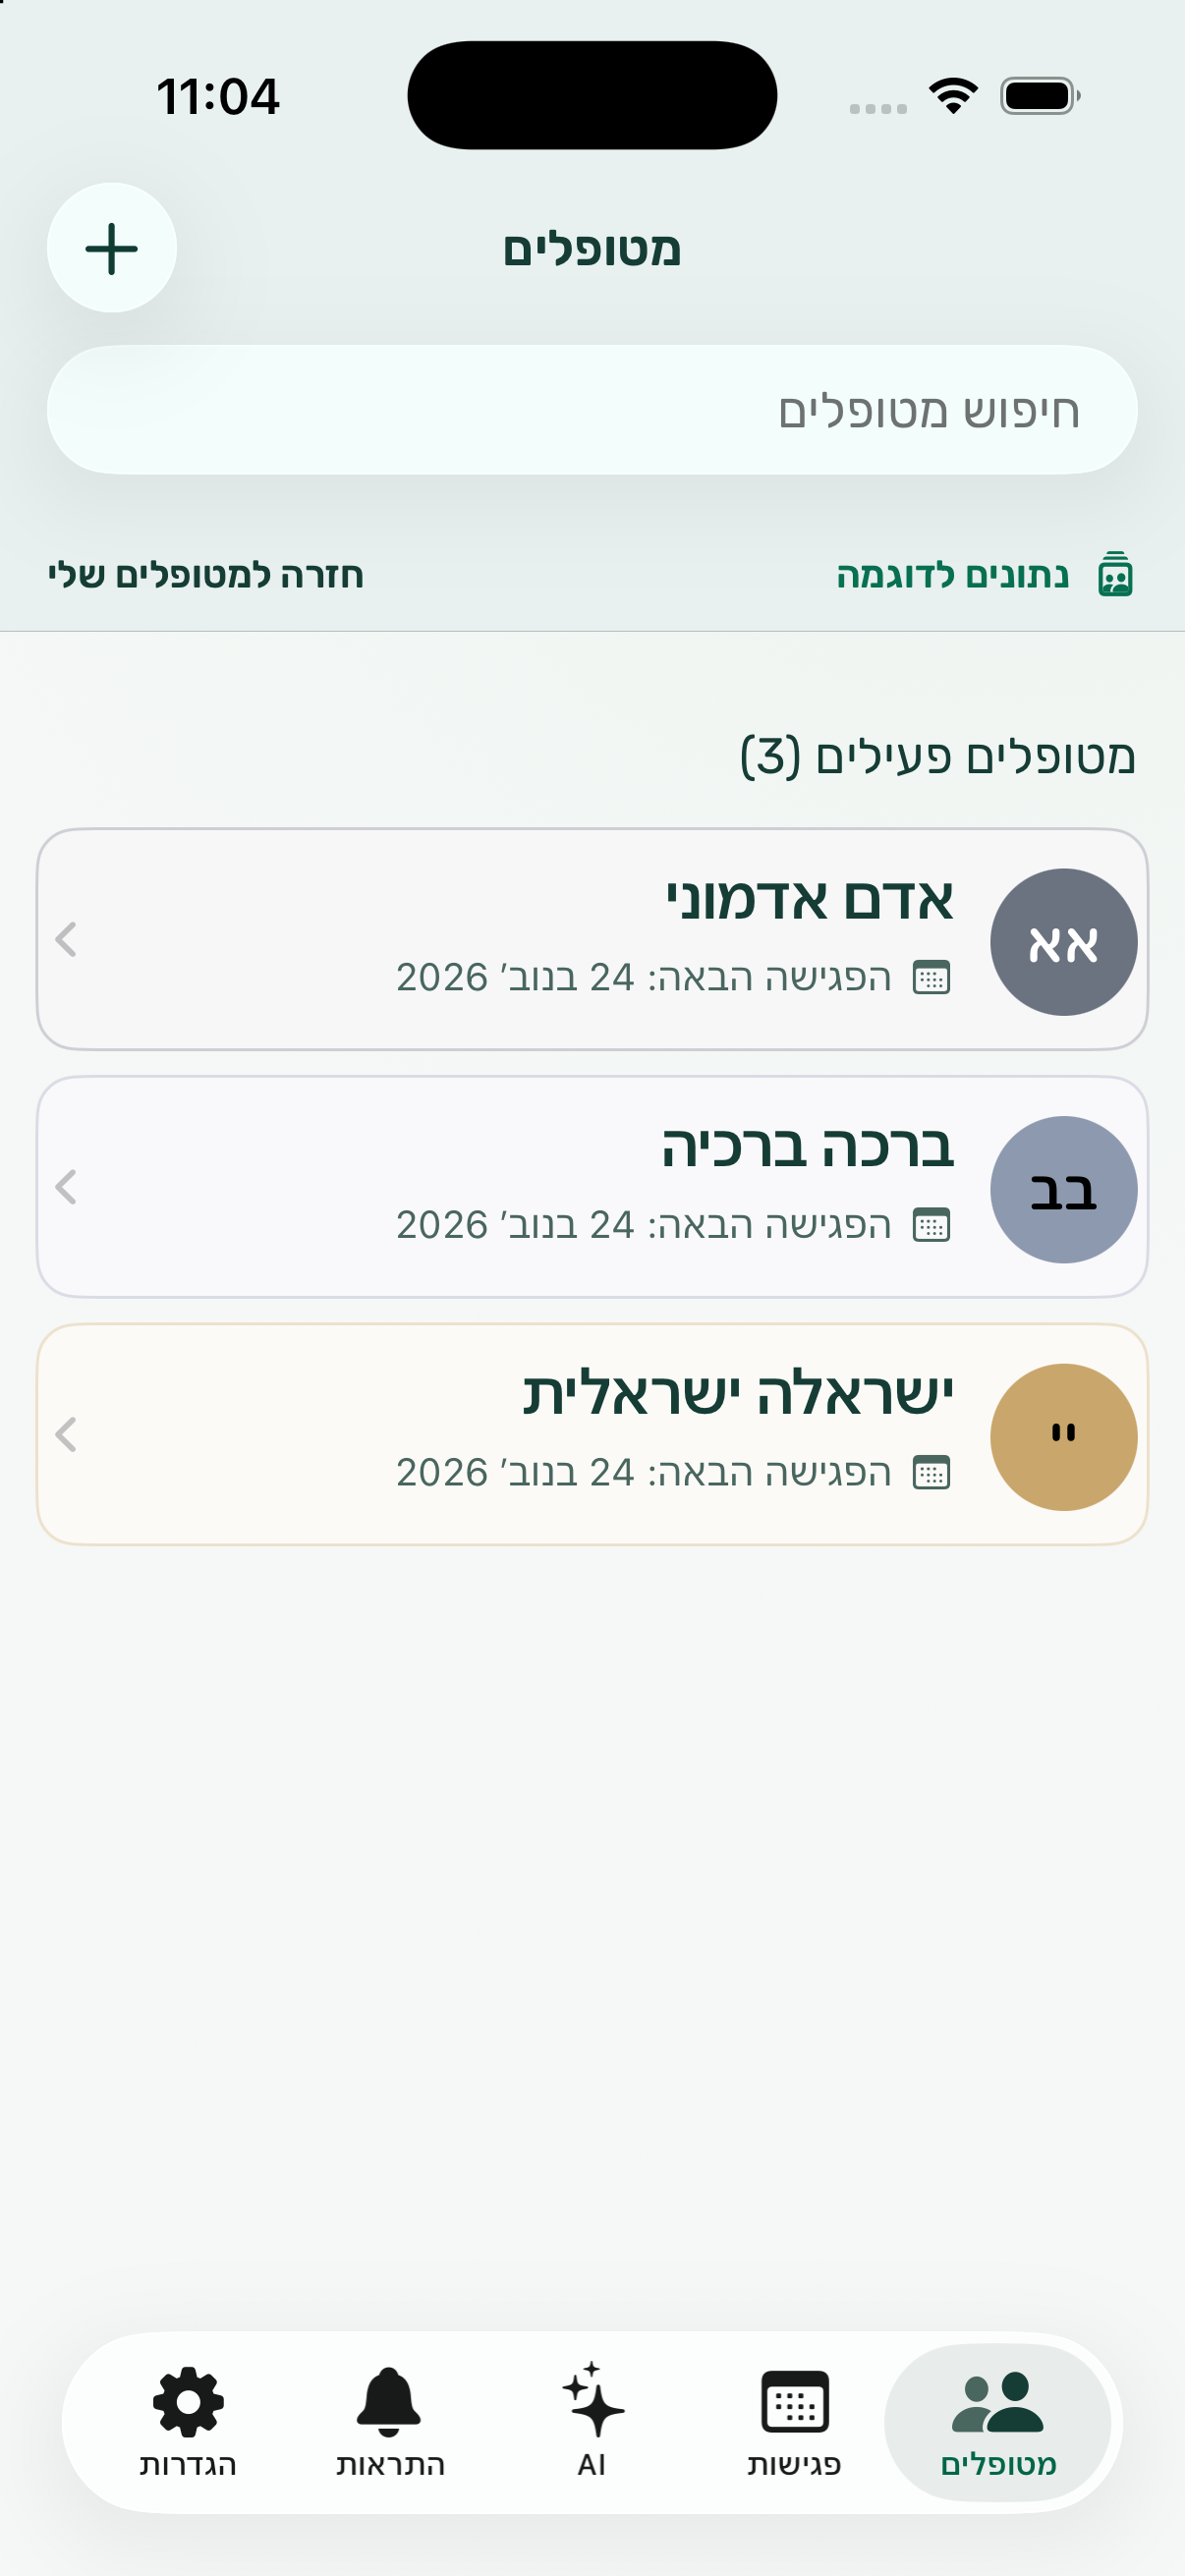 11:04
מטופלים
חיפוש מטופלים
נתונים לדוגמה
חזרה למטופלים שלי
מטופלים פעילים (3)
אא
אדם אדמוני
הפגישה הבאה: 24 בנוב׳ 2026
בב
ברכה ברכיה
הפגישה הבאה: 24 בנוב׳ 2026
יי
ישראלה ישראלית
הפגישה הבאה: 24 בנוב׳ 2026
מטופלים
פגישות
AI
התראות
הגדרות